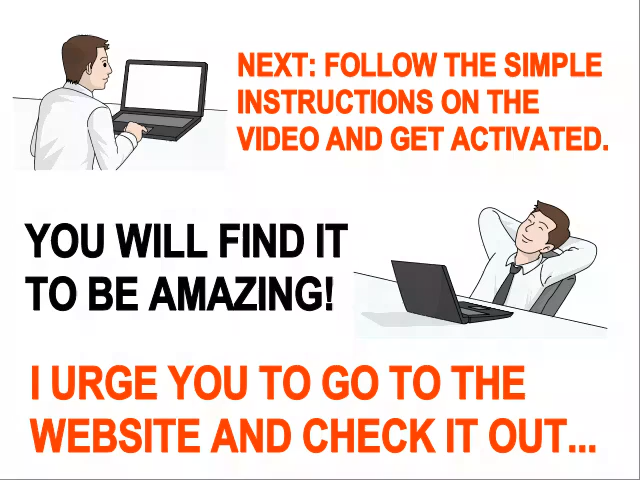 NEXT: FOLLOW THE SIMPLE
INSTRUCTIONS ON THE
VIDEO AND GET ACTIVATED.
YOU WILL FIND IT
TO BE AMAZING!
I URGE YOU TO GO TO THE
WEBSITE AND CHECK IT OUT...